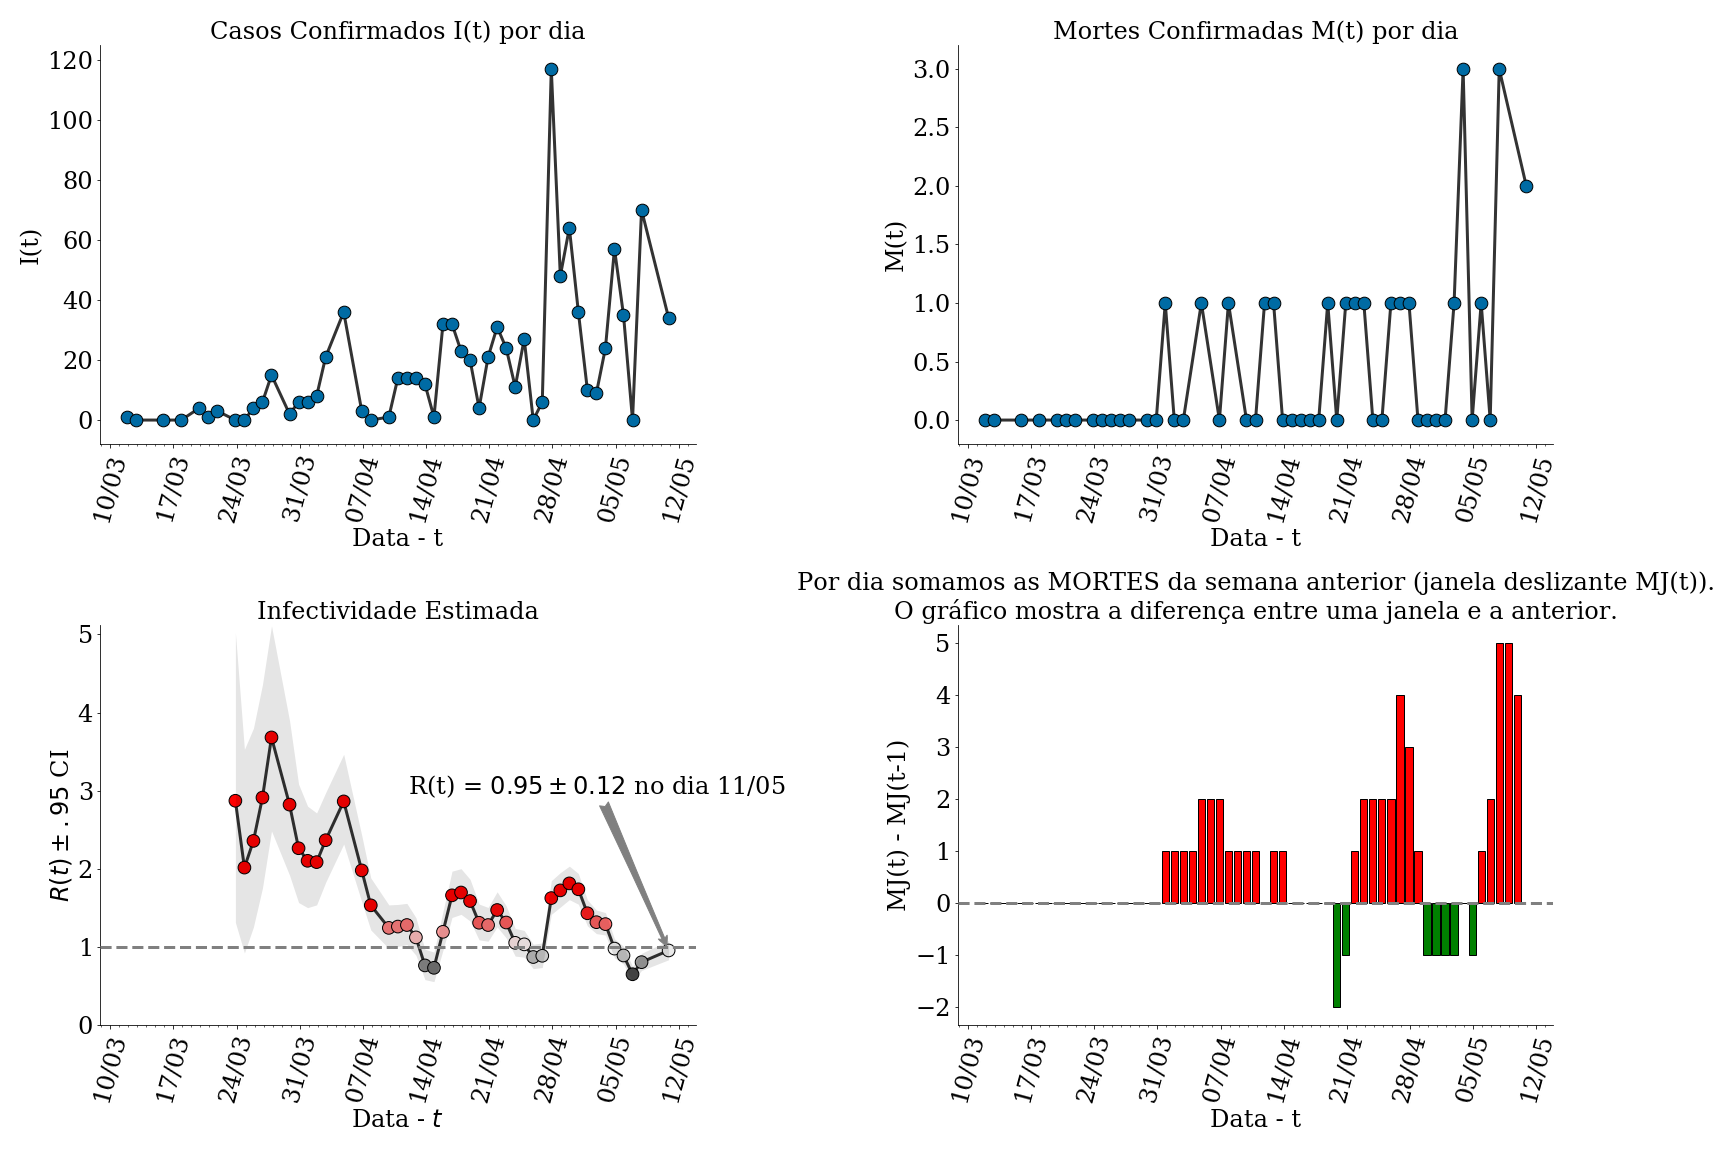 Casos Confirmados I(t) por dia
120
100
80
60
40
20
0
I(t)
10/03 17/03 24/03 31/03 07/04 14/04 21/04 28/04 05/05 12/05
Data - t
Mortes Confirmadas M(t) por dia
3.0
2.5
2.0
1.5
1.0
0.5
0.0
M(t)
10/03 17/03 24/03 31/03 07/04 14/04 21/04 28/04 05/05 12/05
Data - t
Infectividade Estimada
5
4
3
2
1
0
R(t) ± .95 CI
R(t) = 0.95 ± 0.12 no dia 11/05
10/03 17/03 24/03 31/03 07/04 14/04 21/04 28/04 05/05 12/05
Data - t
Por dia somamos as MORTES da semana anterior (janela deslizante MJ(t)).
O gráfico mostra a diferença entre uma janela e a anterior.
5
4
3
2
1
0
−1
−2
MJ(t) - MJ(t-1)
10/03 17/03 24/03 31/03 07/04 14/04 21/04 28/04 05/05 12/05
Data - t